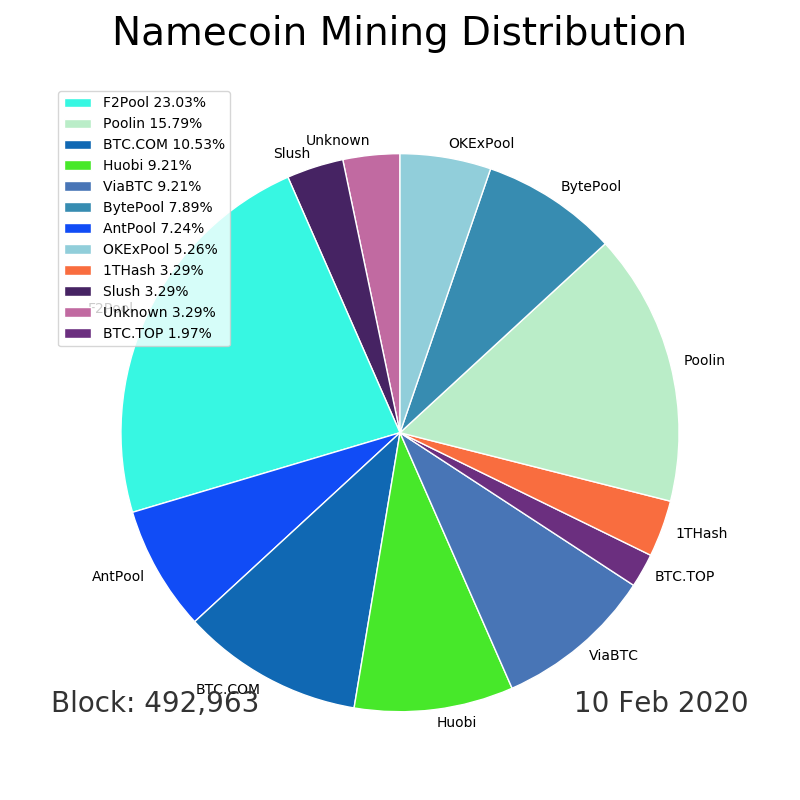 Namecoin Mining Distribution
F2Pool 23.03%
Poolin 15.79%
BTC.COM 10.53%
Huobi 9.21%
ViaBTC 9.21%
BytePool 7.89%
AntPool 7.24%
OKExPool 5.26%
1THash 3.29%
Slush 3.29%
Unknown 3.29%
BTC.TOP 1.97%
Unknown
Slush
OKExPool
BytePool
F2Pool
Poolin
1THash
AntPool
BTC.TOP
ViaBTC
BTC.COM
Huobi
Block: 492,963
10 Feb 2020